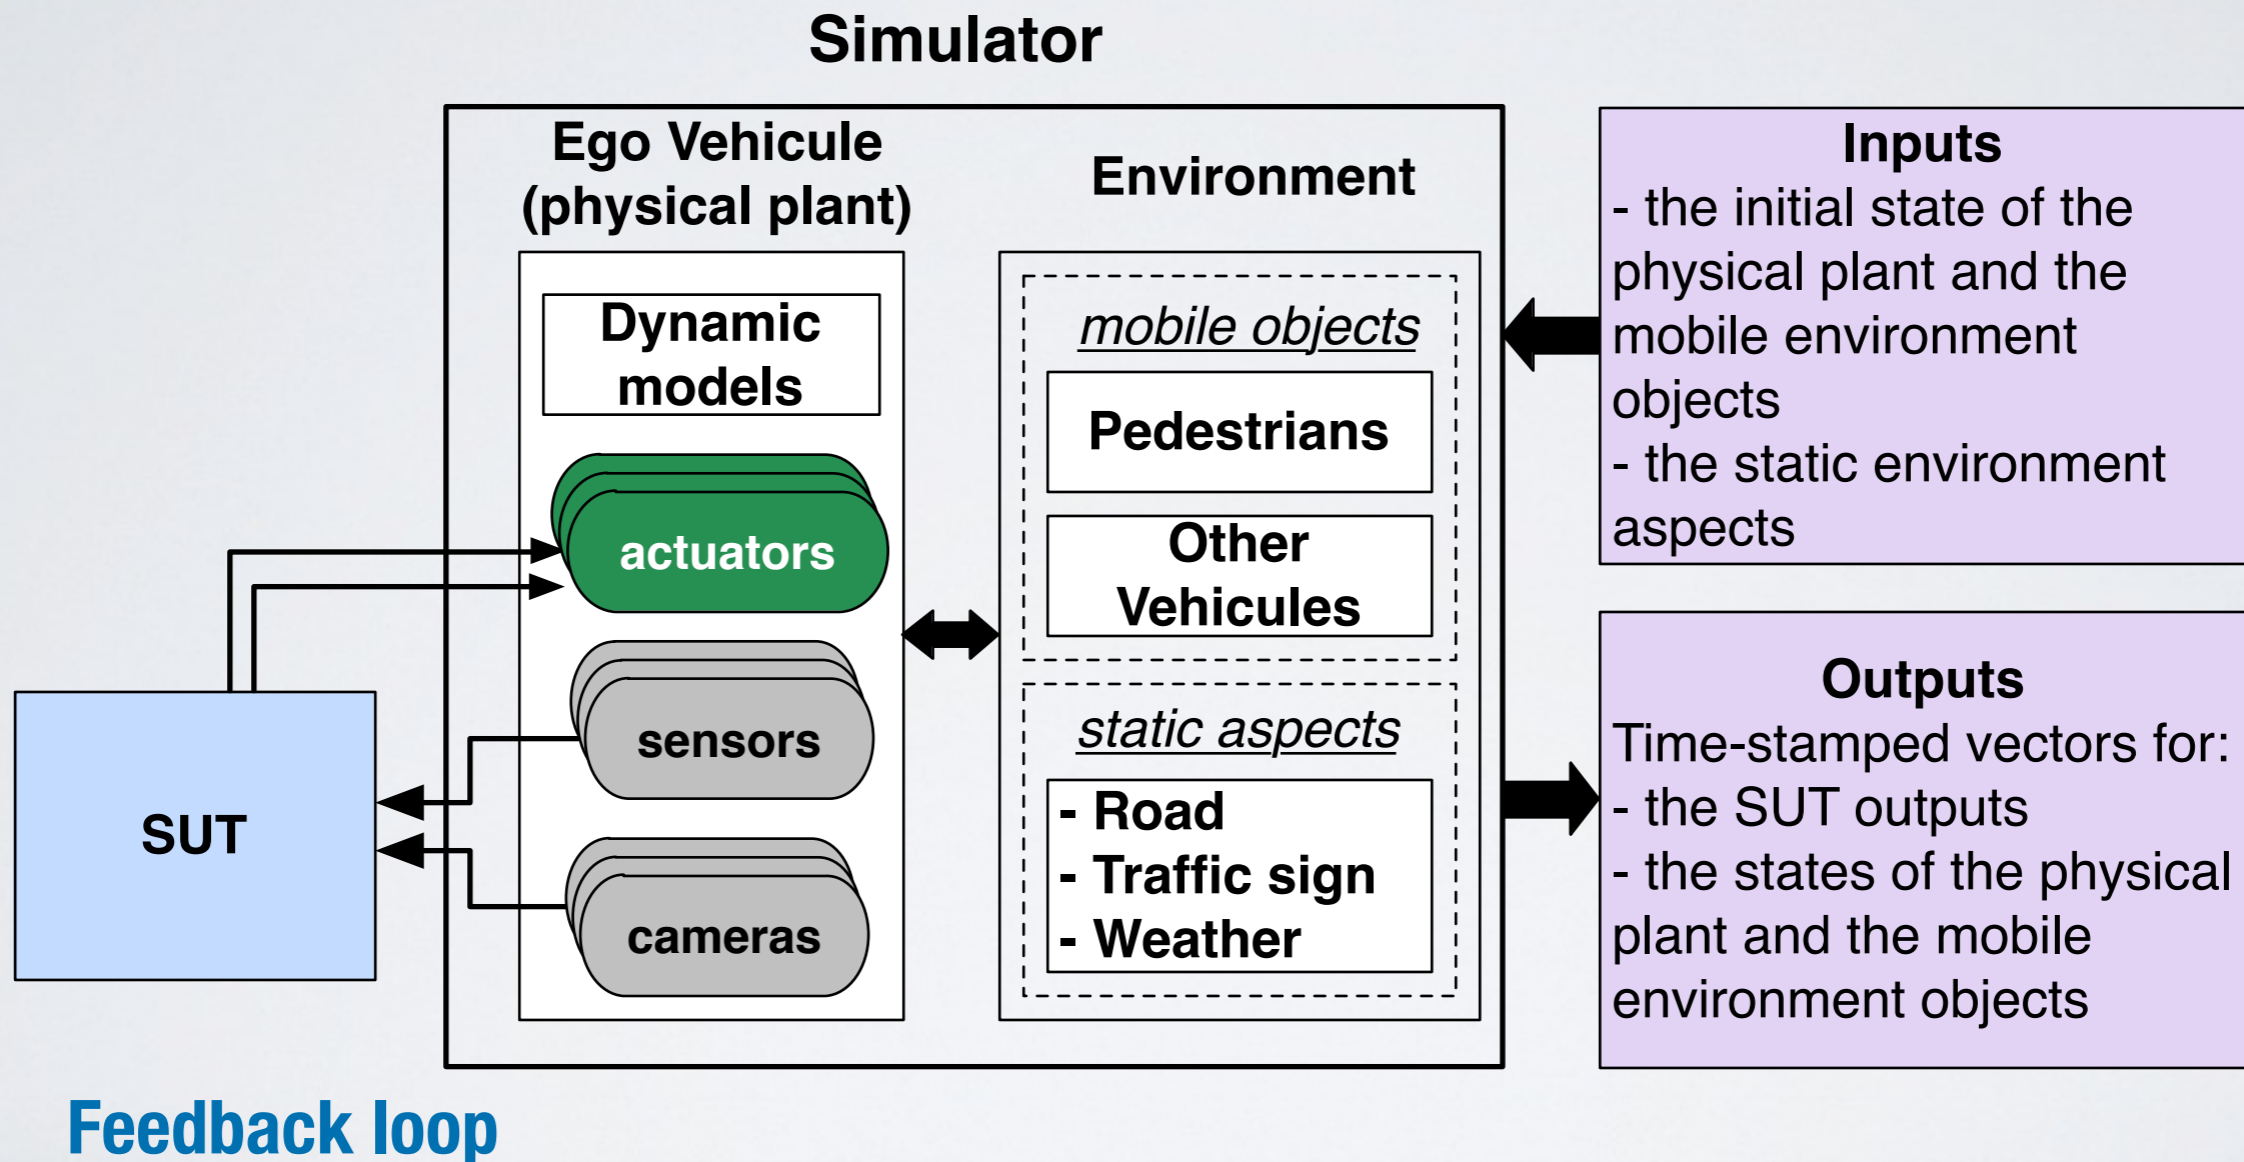 Simulator
Ego Vehicule
(physical plant)
Dynamic
models
actuators
sensors
cameras
Environment
mobile objects
Pedestrians
Other
Vehicules
static aspects
- Road
- Traffic sign
- Weather
SUT
Inputs
- the initial state of the
physical plant and the
mobile environment
objects
- the static environment
aspects
Outputs
Time-stamped vectors for:
- the SUT outputs
- the states of the physical
plant and the mobile
environment objects
Feedback loop